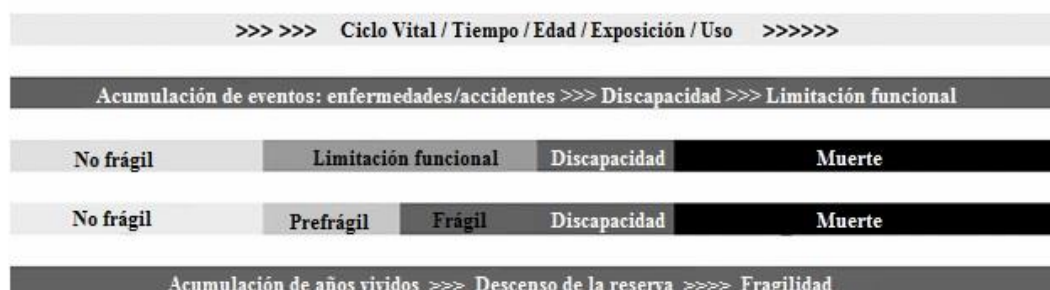 >>> >>> Ciclo Vital / Tiempo / Edad / Exposición / Uso >>>>>>
Acumulación de eventos: enfermedades/accidentes >>> Discapacidad >>> Limitación funcional
No frágil Limitación funcional Discapacidad Muerte
No frágil Prefrágil Frágil Discapacidad Muerte
Acumulación de años vividos >>> Descenso de la reserva >>>> Fragilidad